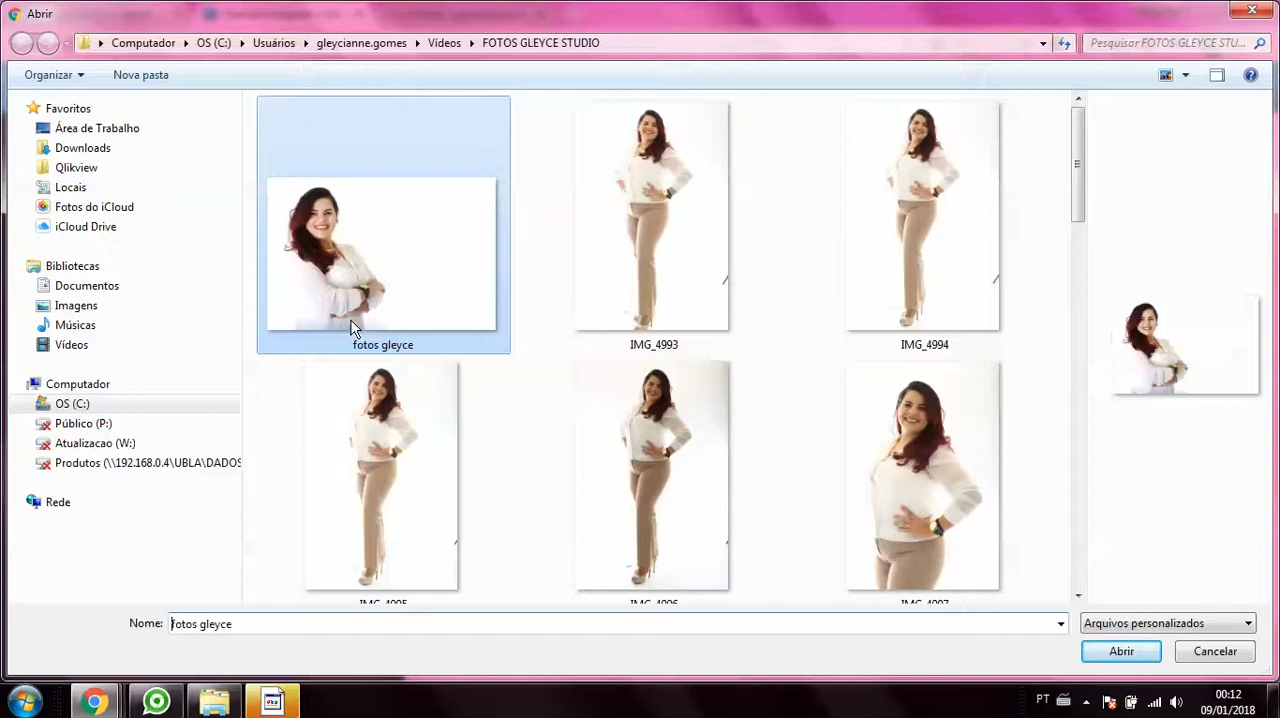 Abrir
Computador
OS (C:)
Usuários
gleycianne.gomes
Vídeos
FOTOS GLEYCE STUDIO
Pesquisar FOTOS GLEYCE STU...
Organizar
Nova pasta
Favoritos
Área de Trabalho
Downloads
Qlikview
Locais
Fotos do iCloud
iCloud Drive
Bibliotecas
Documentos
Imagens
Músicas
Vídeos
Computador
OS (C:)
Público (P:)
Atualizacao (W:)
Produtos (\\192.168.0.4\UBLA\DADOS
Rede
fotos gleyce
IMG_4993
IMG_4994
IMG_4995
IMG_4996
IMG_4997
Nome:
fotos gleyce
Arquivos personalizados
Abrir
Cancelar
PT
00:12
09/01/2018